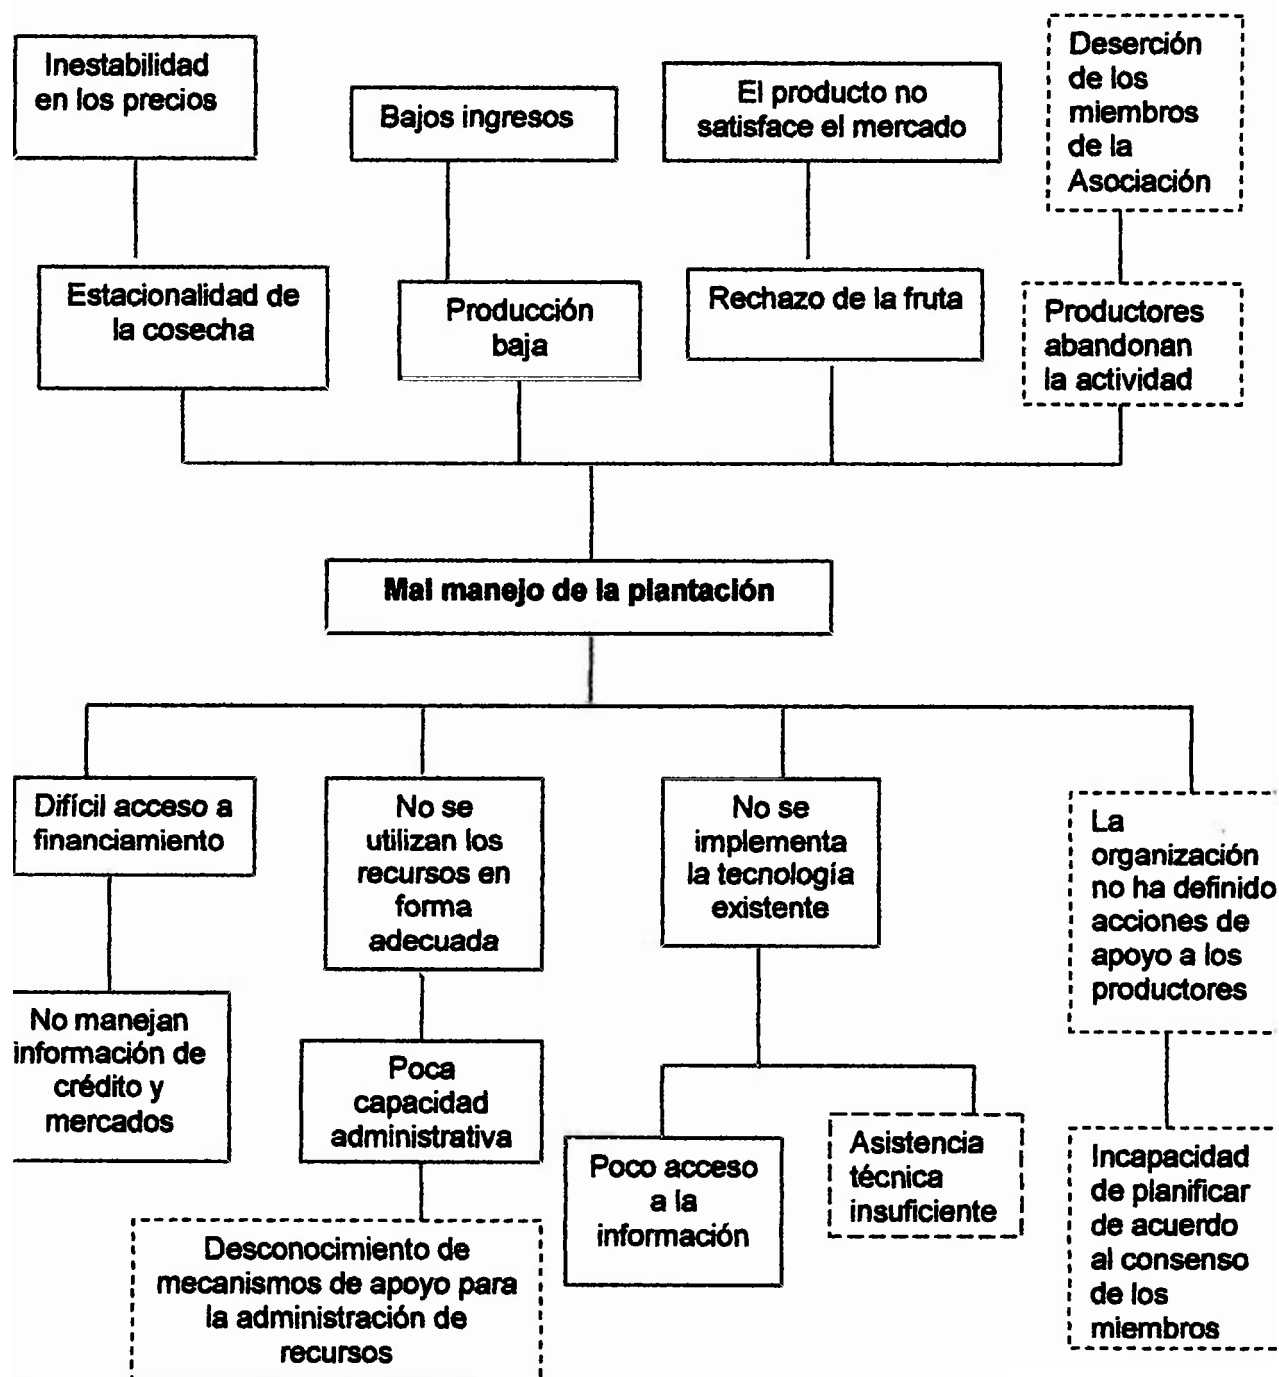 Inestabilidad
en los precios
Bajos ingresos
El producto no
satisface el mercado
Deserción
de los
miembros
de la
Asociación
Estacionalidad de
la cosecha
Producción
baja
Rechazo de la fruta
Productores
abandonan
la actividad
Mal manejo de la plantación
Difícil acceso a
financiamiento
No se
utilizan los
recursos en
forma
adecuada
No se
implementa
la tecnología
existente
La
organización
no ha definido
acciones de
apoyo a los
productores
No manejan
información de
crédito y
mercados
Poca
capacidad
administrativa
Poco acceso
a la
información
Asistencia
técnica
insuficiente
Incapacidad
de planificar
de acuerdo
al consenso
de los
miembros
Desconocimiento de
mecanismos de apoyo para
la administración de
recursos